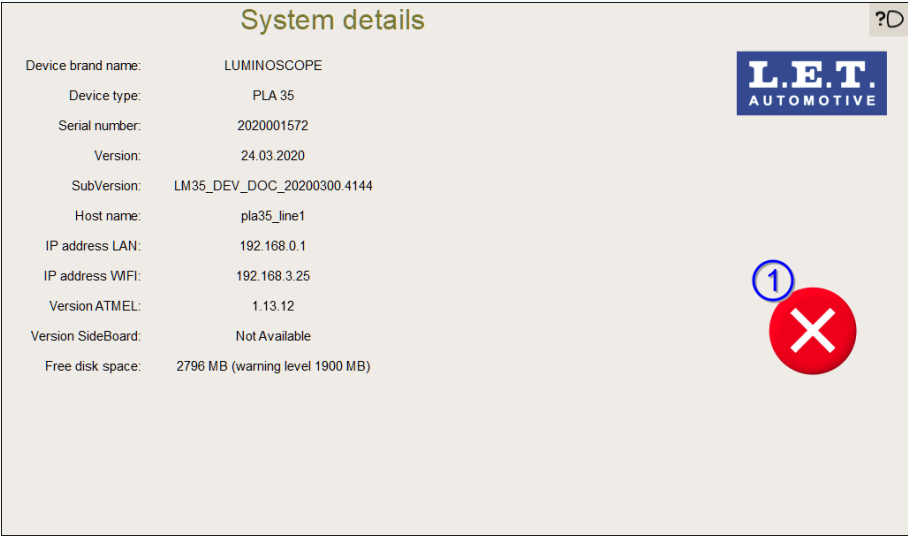 System details
?
Device brand name: LUMINOSCOPE
L.E.T.
AUTOMOTIVE
Device type: PLA 35
Serial number: 2020001572
Version: 24.03.2020
SubVersion: LM35_DEV_DOC_20200300.4144
Host name: pla35_line1
IP address LAN: 192.168.0.1
IP address WIFI: 192.168.3.25
1
Version ATMEL: 1.13.12
Version SideBoard: Not Available
Free disk space: 2796 MB (warning level 1900 MB)